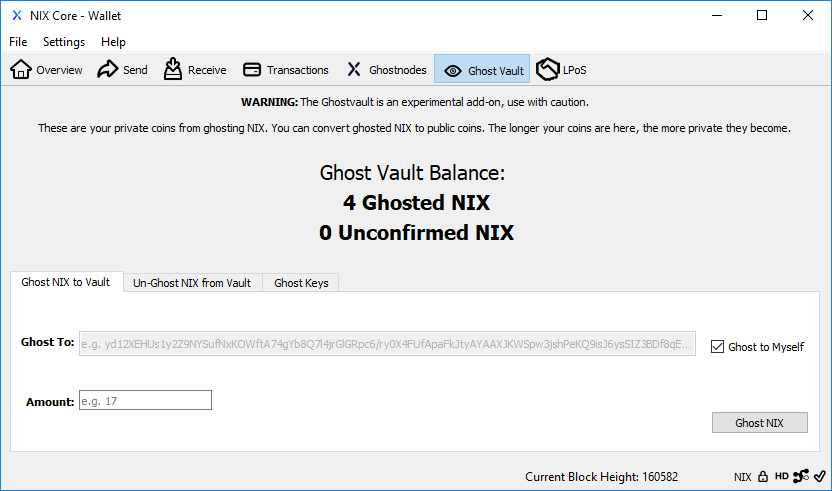 NIX Core - Wallet
File Settings Help
Overview Send Receive Transactions Ghostnodes Ghost Vault LPoS
WARNING: The Ghostvault is an experimental add-on, use with caution.
These are your private coins from ghosting NIX. You can convert ghosted NIX to public coins. The longer your coins are here, the more private they become.
Ghost Vault Balance:
4 Ghosted NIX
0 Unconfirmed NIX
Ghost NIX to Vault Un-Ghost NIX from Vault Ghost Keys
Ghost To: e.g. yd12XEHUs1y2Z9NYSufNxKOWftA74gYb8Q7l4jrGlGRpc6/ry0X4FUfApaFkJtyAYAAXJKWSpw3jshPeKQ9isJ6ysSIZ3BDf8qE... Ghost to Myself
Amount: e.g. 17
Ghost NIX
Current Block Height: 160582 NIX HD